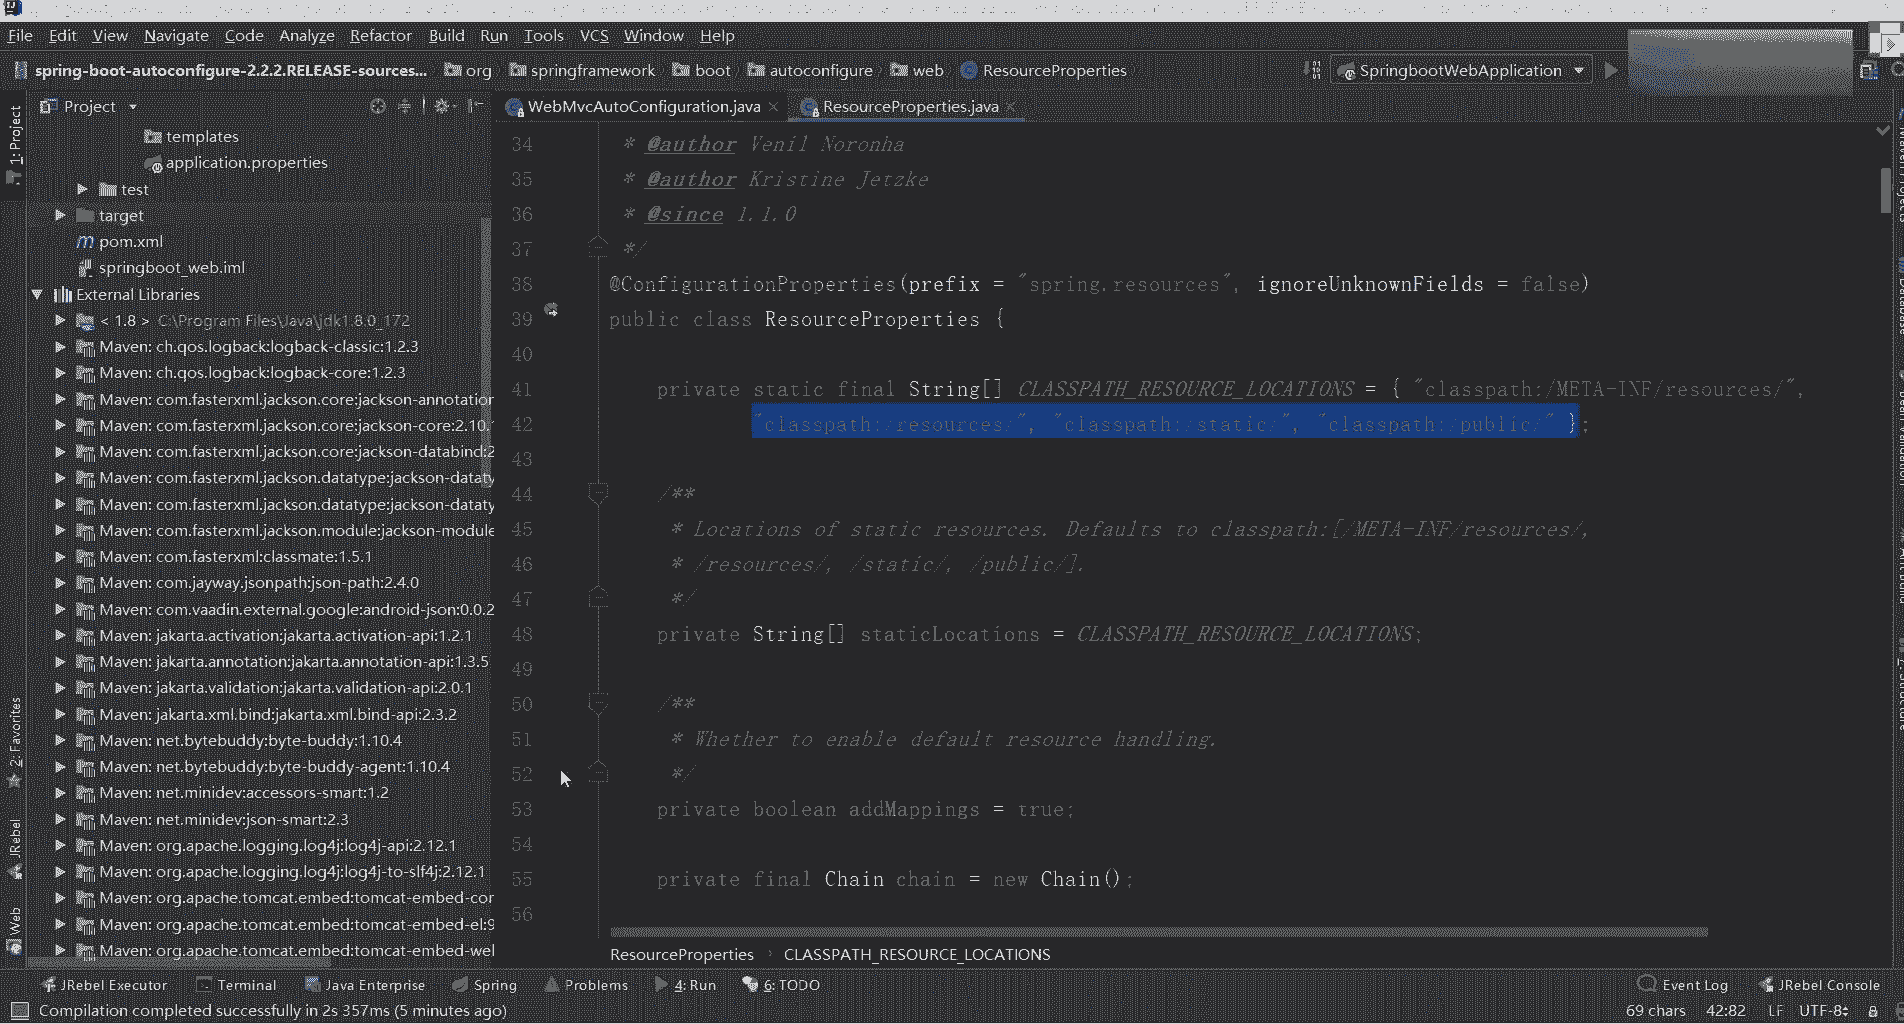 File Edit View Navigate Code Analyze Refactor Build Run Tools VCS Window Help
spring-boot-autoconfigure-2.2.2.RELEASE-sources... org springframework boot autoconfigure web ResourceProperties SpringbootWebApplication
Project
WebMvcAutoConfiguration.java ResourceProperties.java
1: Project
templates
application.properties
test
target
pom.xml
springboot_web.iml
External Libraries
< 1.8 > C:\Program Files\Java\jdk1.8.0_172
Maven: ch.qos.logback:logback-classic:1.2.3
Maven: ch.qos.logback:logback-core:1.2.3
Maven: com.fasterxml.jackson.core:jackson-annotation
Maven: com.fasterxml.jackson.core:jackson-core:2.10.
Maven: com.fasterxml.jackson.core:jackson-databind:2
Maven: com.fasterxml.jackson.datatype:jackson-dataty
Maven: com.fasterxml.jackson.datatype:jackson-dataty
Maven: com.fasterxml.jackson.module:jackson-module
Maven: com.fasterxml:classmate:1.5.1
Maven: com.jayway.jsonpath:json-path:2.4.0
Maven: com.vaadin.external.google:android-json:0.0.2
Maven: jakarta.activation:jakarta.activation-api:1.2.1
Maven: jakarta.annotation:jakarta.annotation-api:1.3.5
Maven: jakarta.validation:jakarta.validation-api:2.0.1
Maven: jakarta.xml.bind:jakarta.xml.bind-api:2.3.2
Maven: net.bytebuddy:byte-buddy:1.10.4
Maven: net.bytebuddy:byte-buddy-agent:1.10.4
Maven: net.minidev:accessors-smart:1.2
Maven: net.minidev:json-smart:2.3
Maven: org.apache.logging.log4j:log4j-api:2.12.1
Maven: org.apache.logging.log4j:log4j-to-slf4j:2.12.1
Maven: org.apache.tomcat.embed:tomcat-embed-cor
Maven: org.apache.tomcat.embed:tomcat-embed-el:9
Maven: org.apache.tomcat.embed:tomcat-embed-wel
2: Favorites
JRebel
Web
34 * @author Venil Noronha
35 * @author Kristine Jetzke
36 * @since 1.1.0
37 */
38 @ConfigurationProperties(prefix = "spring.resources", ignoreUnknownFields = false)
39 public class ResourceProperties {
40
41 private static final String[] CLASSPATH_RESOURCE_LOCATIONS = { "classpath:/META-INF/resources/",
42 "classpath:/resources/", "classpath:/static/", "classpath:/public/" };
43
44 /**
45 * Locations of static resources. Defaults to classpath:[/META-INF/resources/,
46 * /resources/, /static/, /public/].
47 */
48 private String[] staticLocations = CLASSPATH_RESOURCE_LOCATIONS;
49
50 /**
51 * Whether to enable default resource handling.
52 */
53 private boolean addMappings = true;
54
55 private final Chain chain = new Chain();
56
ResourceProperties CLASSPATH_RESOURCE_LOCATIONS
JRebel Executor Terminal Java Enterprise Spring Problems 4: Run 6: TODO Event Log JRebel Console
Compilation completed successfully in 2s 357ms (5 minutes ago) 69 chars 42:82 LF UTF-8